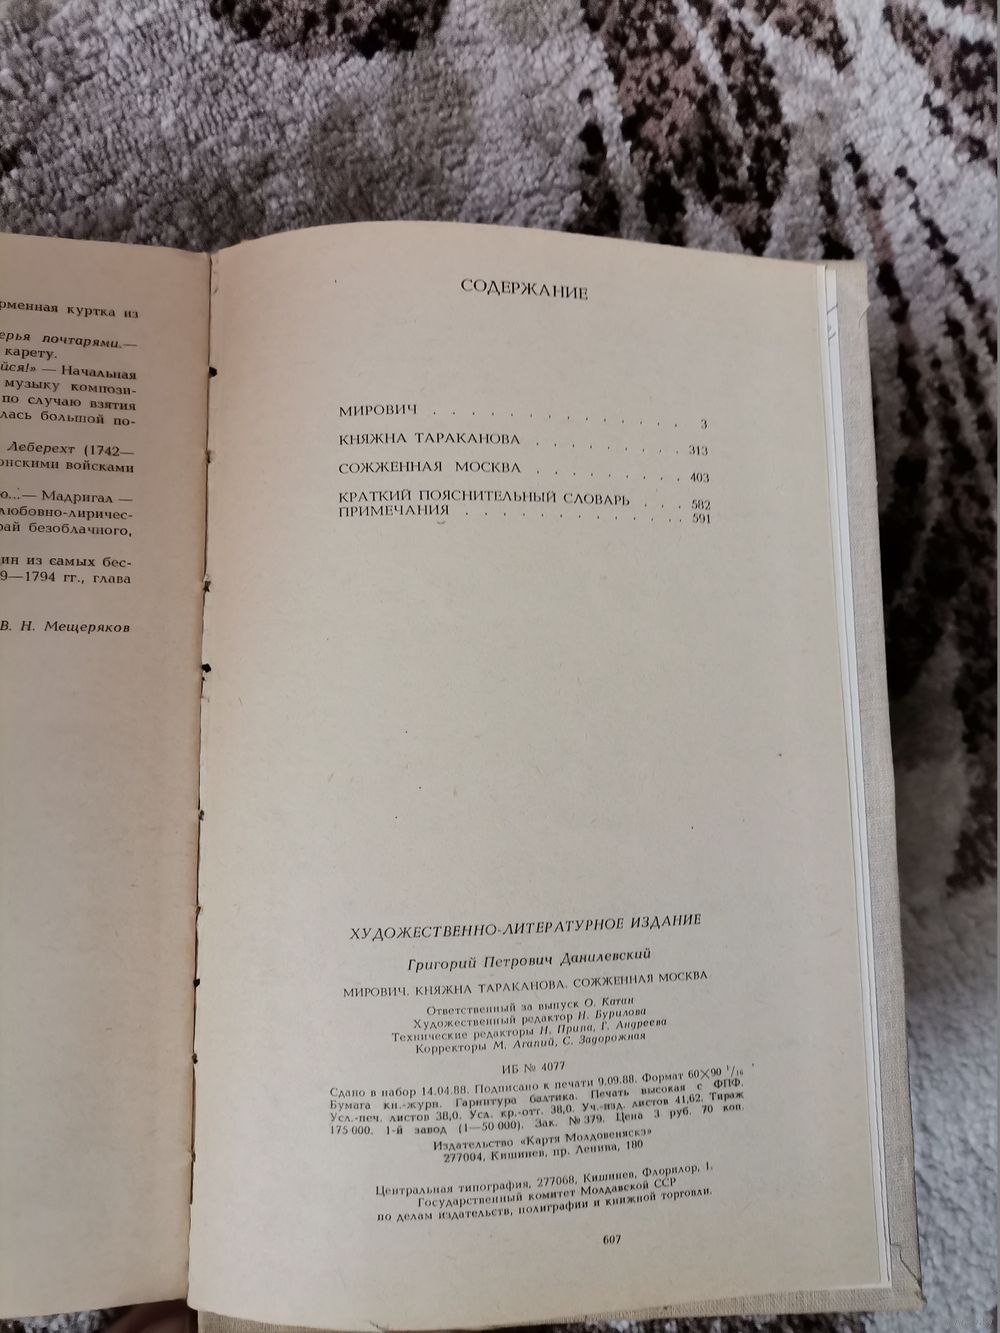 рменная куртка из
ерья почтарями.—
карету.
йся!» — Начальная
музыку компози-
по случаю взятия
лась большой по-
Леберехт (1742—
онскими войсками
ю...— Мадригал —
любовно-лиричес-
рай безоблачного,
ин из самых бес-
9—1794 гг., глава
В. Н. Мещеряков
СОДЕРЖАНИЕ
МИРОВИЧ . . . . . . . . . . . . . 3
КНЯЖНА ТАРАКАНОВА . . . . . . . . 313
СОЖЖЕННАЯ МОСКВА . . . . . . . . 403
КРАТКИЙ ПОЯСНИТЕЛЬНЫЙ СЛОВАРЬ . . . 582
ПРИМЕЧАНИЯ . . . . . . . . . . . . 591
ХУДОЖЕСТВЕННО-ЛИТЕРАТУРНОЕ ИЗДАНИЕ
Григорий Петрович Данилевский
МИРОВИЧ. КНЯЖНА ТАРАКАНОВА. СОЖЖЕННАЯ МОСКВА
Ответственный за выпуск О. Катан
Художественный редактор Н. Бурилова
Технические редакторы Н. Припа, Г. Андреева
Корректоры М. Агапий, С. Задорожная
ИБ № 4077
Сдано в набор 14.04.88. Подписано к печати 9.09.88. Формат 60×90 1/16
Бумага кн.-журн. Гарнитура балтика. Печать высокая с ФПФ.
Усл.-печ. листов 38,0. Усл. кр.-отт. 38,0. Уч.-изд. листов 41,62. Тираж
175 000. 1-й завод (1—50 000). Зак. № 379. Цена 3 руб. 70 коп.
Издательство «Картя Молдовеняскэ»
277004, Кишинев, пр. Ленина, 180
Центральная типография, 277068, Кишинев, Флорилор, 1,
Государственный комитет Молдавской ССР
по делам издательств, полиграфии и книжной торговли.
607